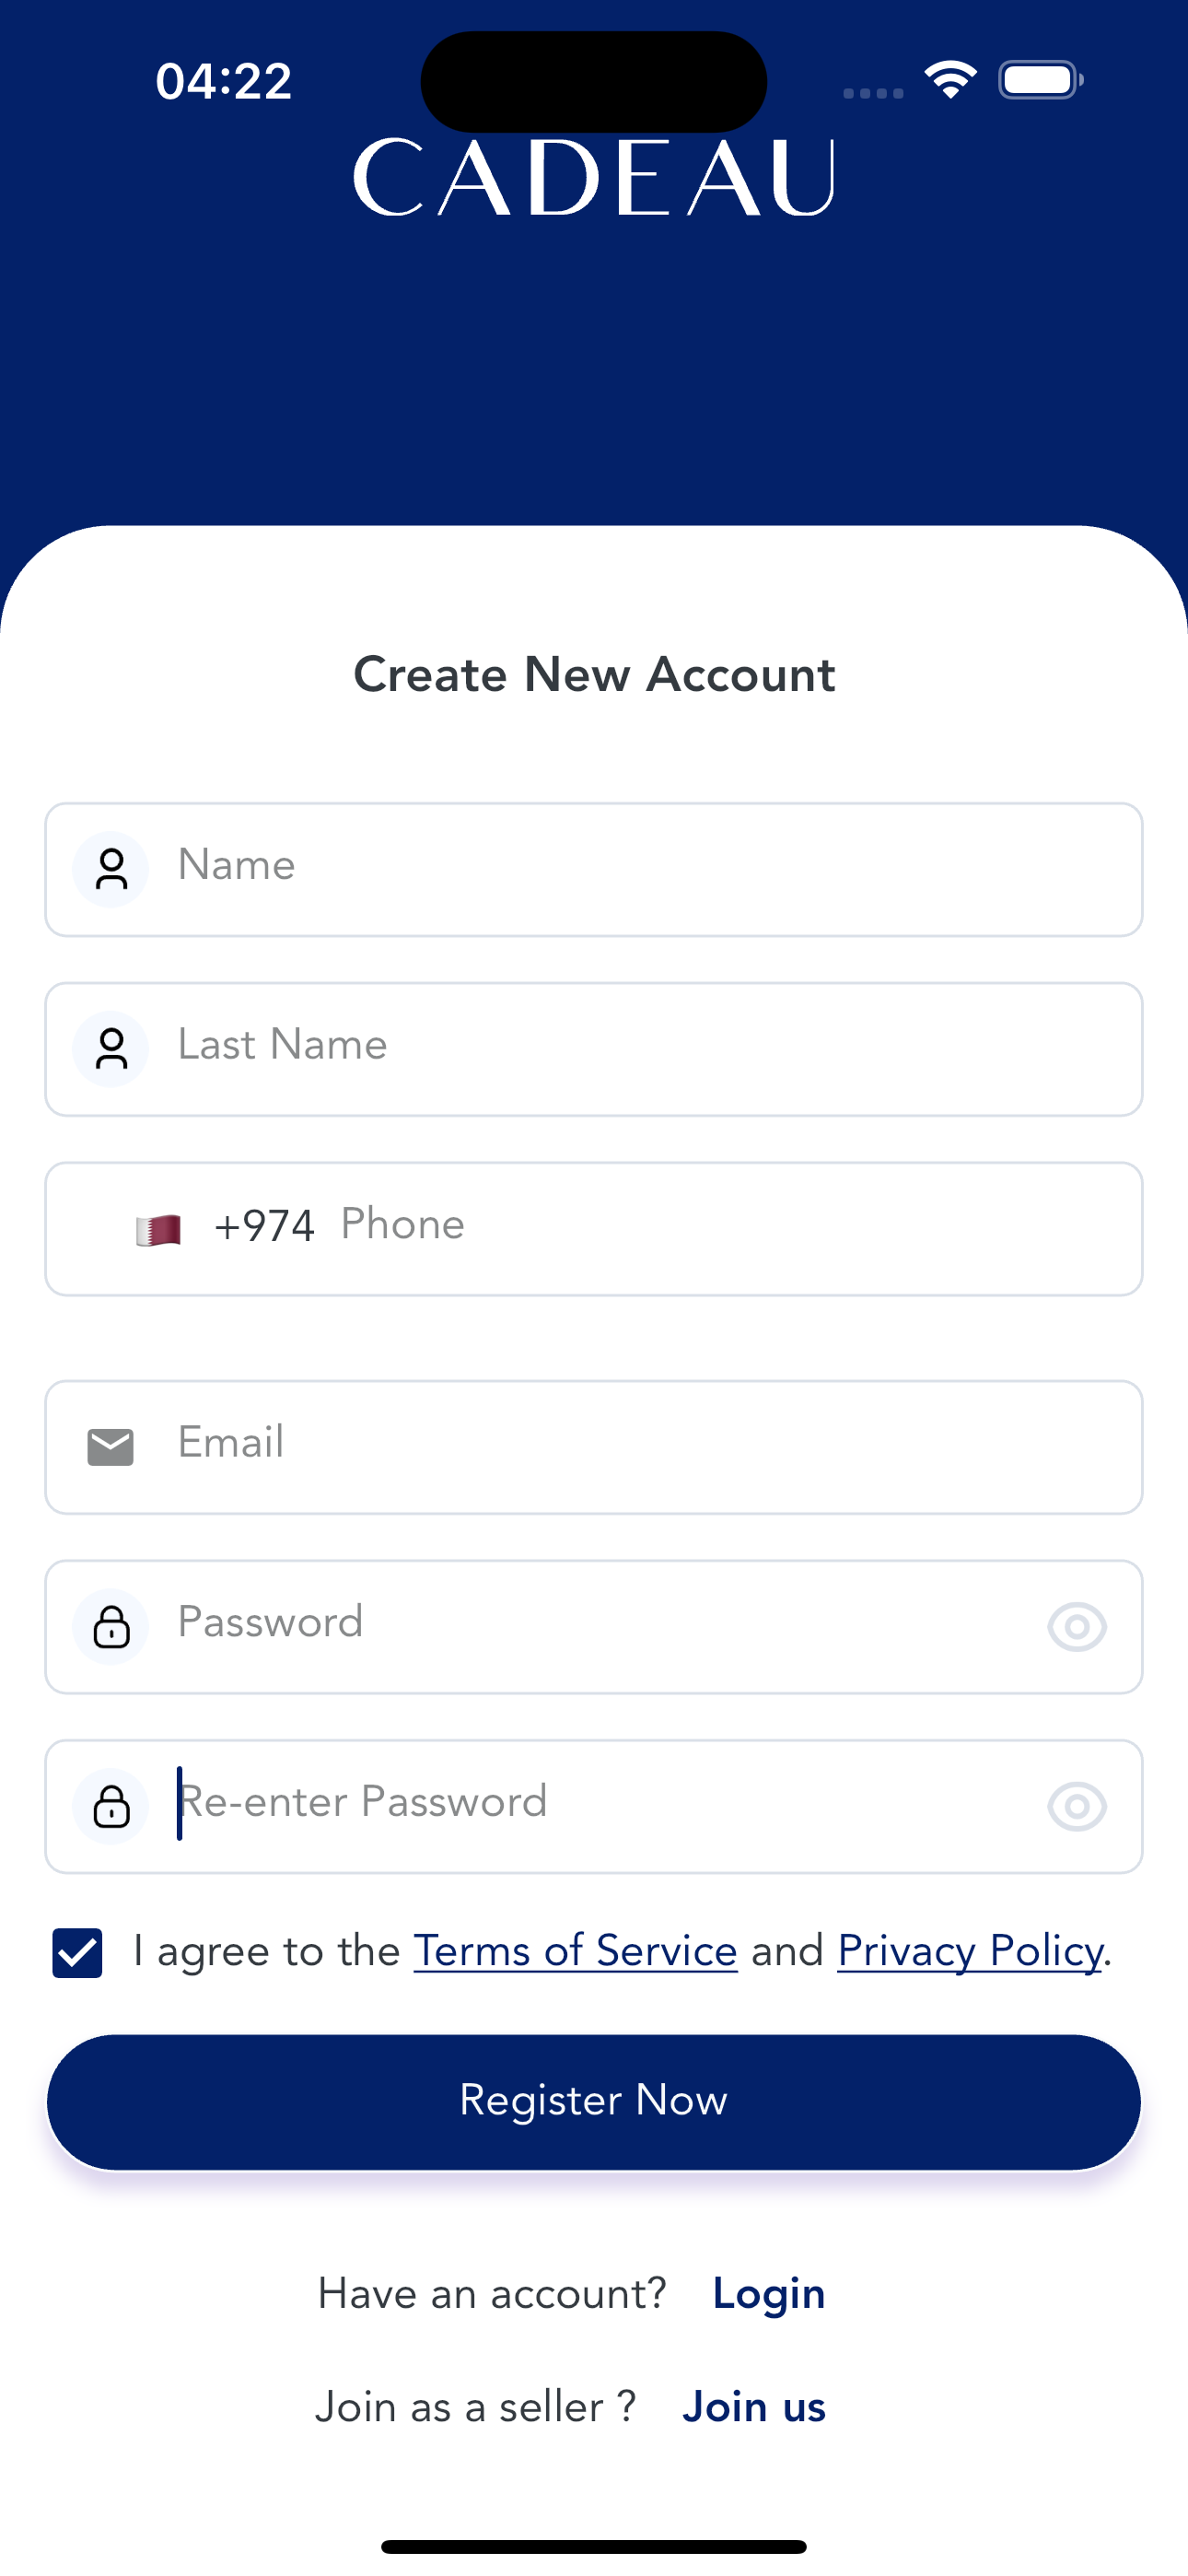 04:22
CADEAU
Create New Account
Name
Last Name
+974 Phone
Email
Password
Re-enter Password
I agree to the Terms of Service and Privacy Policy.
Register Now
Have an account? Login
Join as a seller ? Join us